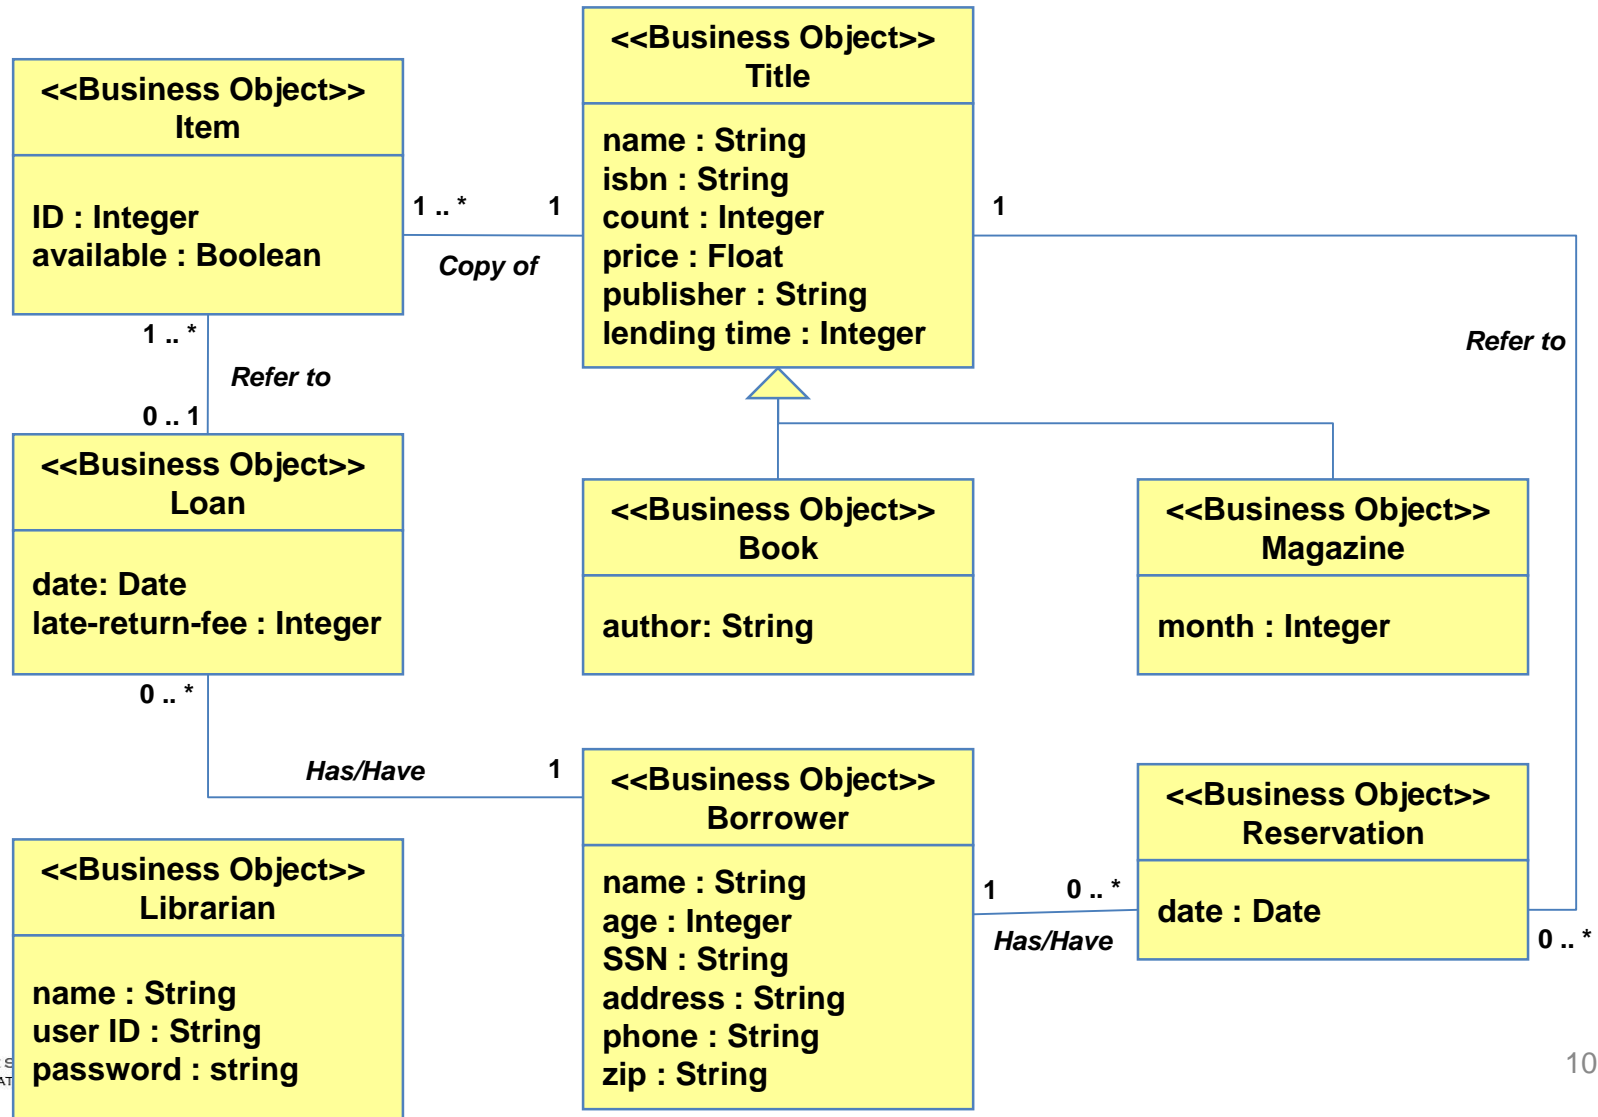 <<Business Object>>
Item
ID : Integer
available : Boolean
<<Business Object>>
Title
name : String
isbn : String
count : Integer
price : Float
publisher : String
lending time : Integer
1 .. *
1
Copy of
1
Refer to
1 .. *
Refer to
0 .. 1
<<Business Object>>
Loan
date: Date
late-return-fee : Integer
<<Business Object>>
Book
author: String
<<Business Object>>
Magazine
month : Integer
0 .. *
Has/Have
1
<<Business Object>>
Borrower
name : String
age : Integer
SSN : String
address : String
phone : String
zip : String
1
0 .. *
Has/Have
<<Business Object>>
Reservation
date : Date
0 .. *
<<Business Object>>
Librarian
name : String
user ID : String
password : string
10